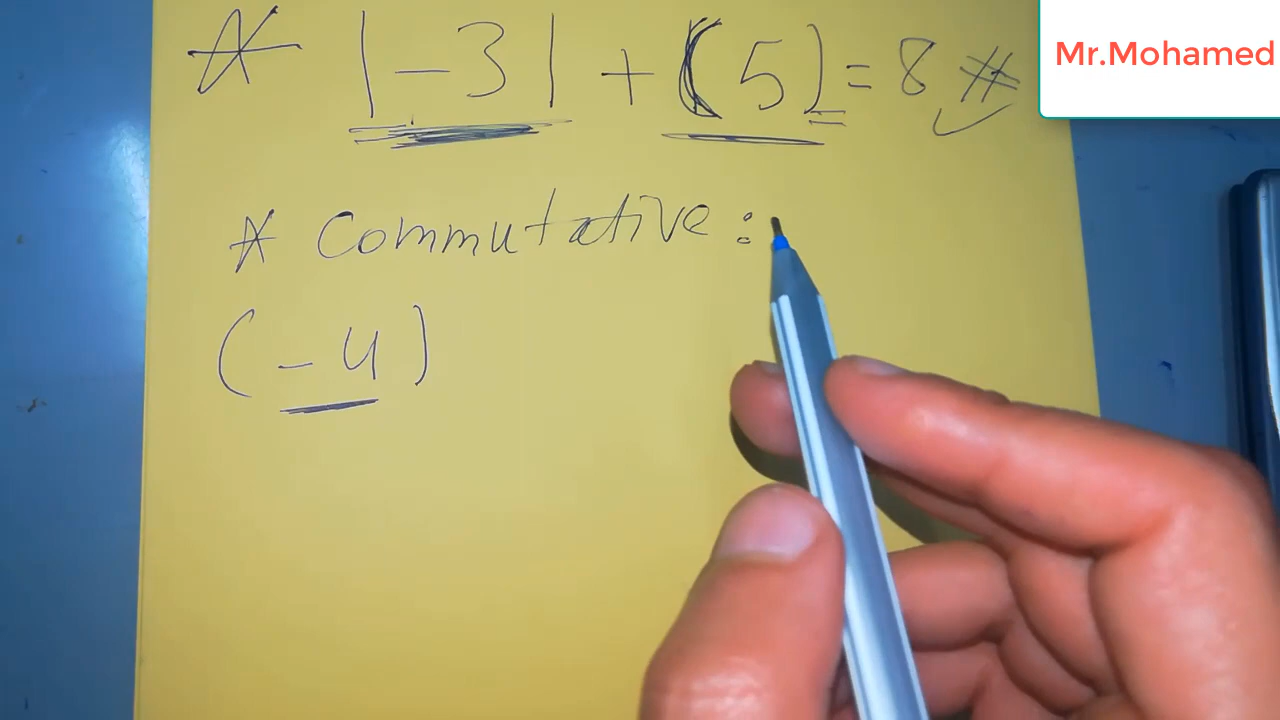 * |-3| + (5) = 8 #
Mr.Mohamed
* Commutative :
(-4)